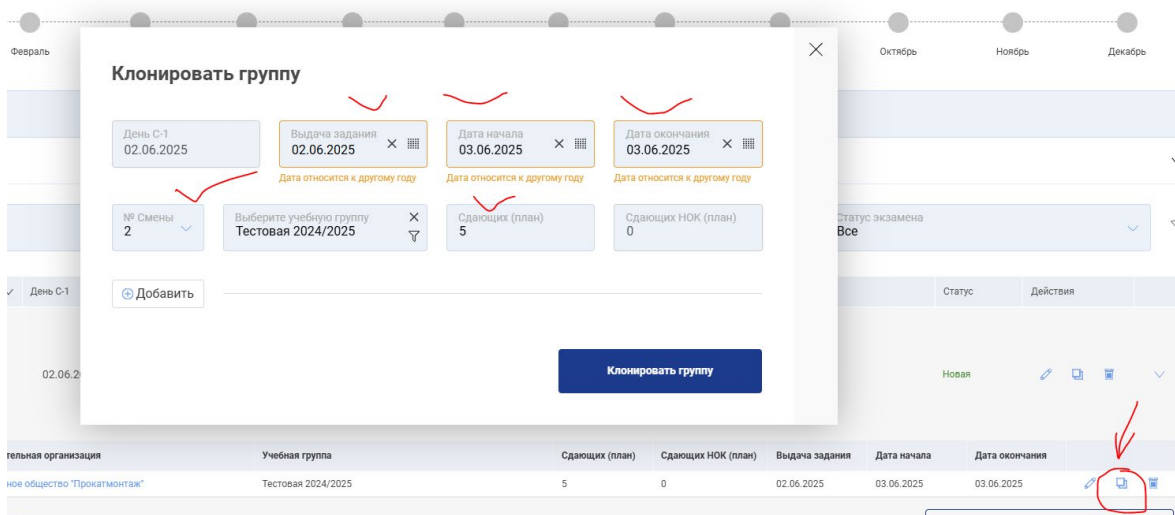 Февраль
Октябрь
Ноябрь
Декабрь
Клонировать группу
День С-1
02.06.2025
Выдача задания
02.06.2025
Дата относится к другому году
Дата начала
03.06.2025
Дата относится к другому году
Дата окончания
03.06.2025
Дата относится к другому году
№ Смены
2
Выберите учебную группу
Тестовая 2024/2025
Сдающих (план)
5
Сдающих НОК (план)
0
Статус экзамена
Все
Добавить
День С-1
Статус
Действия
Клонировать группу
02.06.2
Новая
тельная организация
Учебная группа
Сдающих (план)
Сдающих НОК (план)
Выдача задания
Дата начала
Дата окончания
ное общество "Прокатмонтаж"
Тестовая 2024/2025
5
0
02.06.2025
03.06.2025
03.06.2025